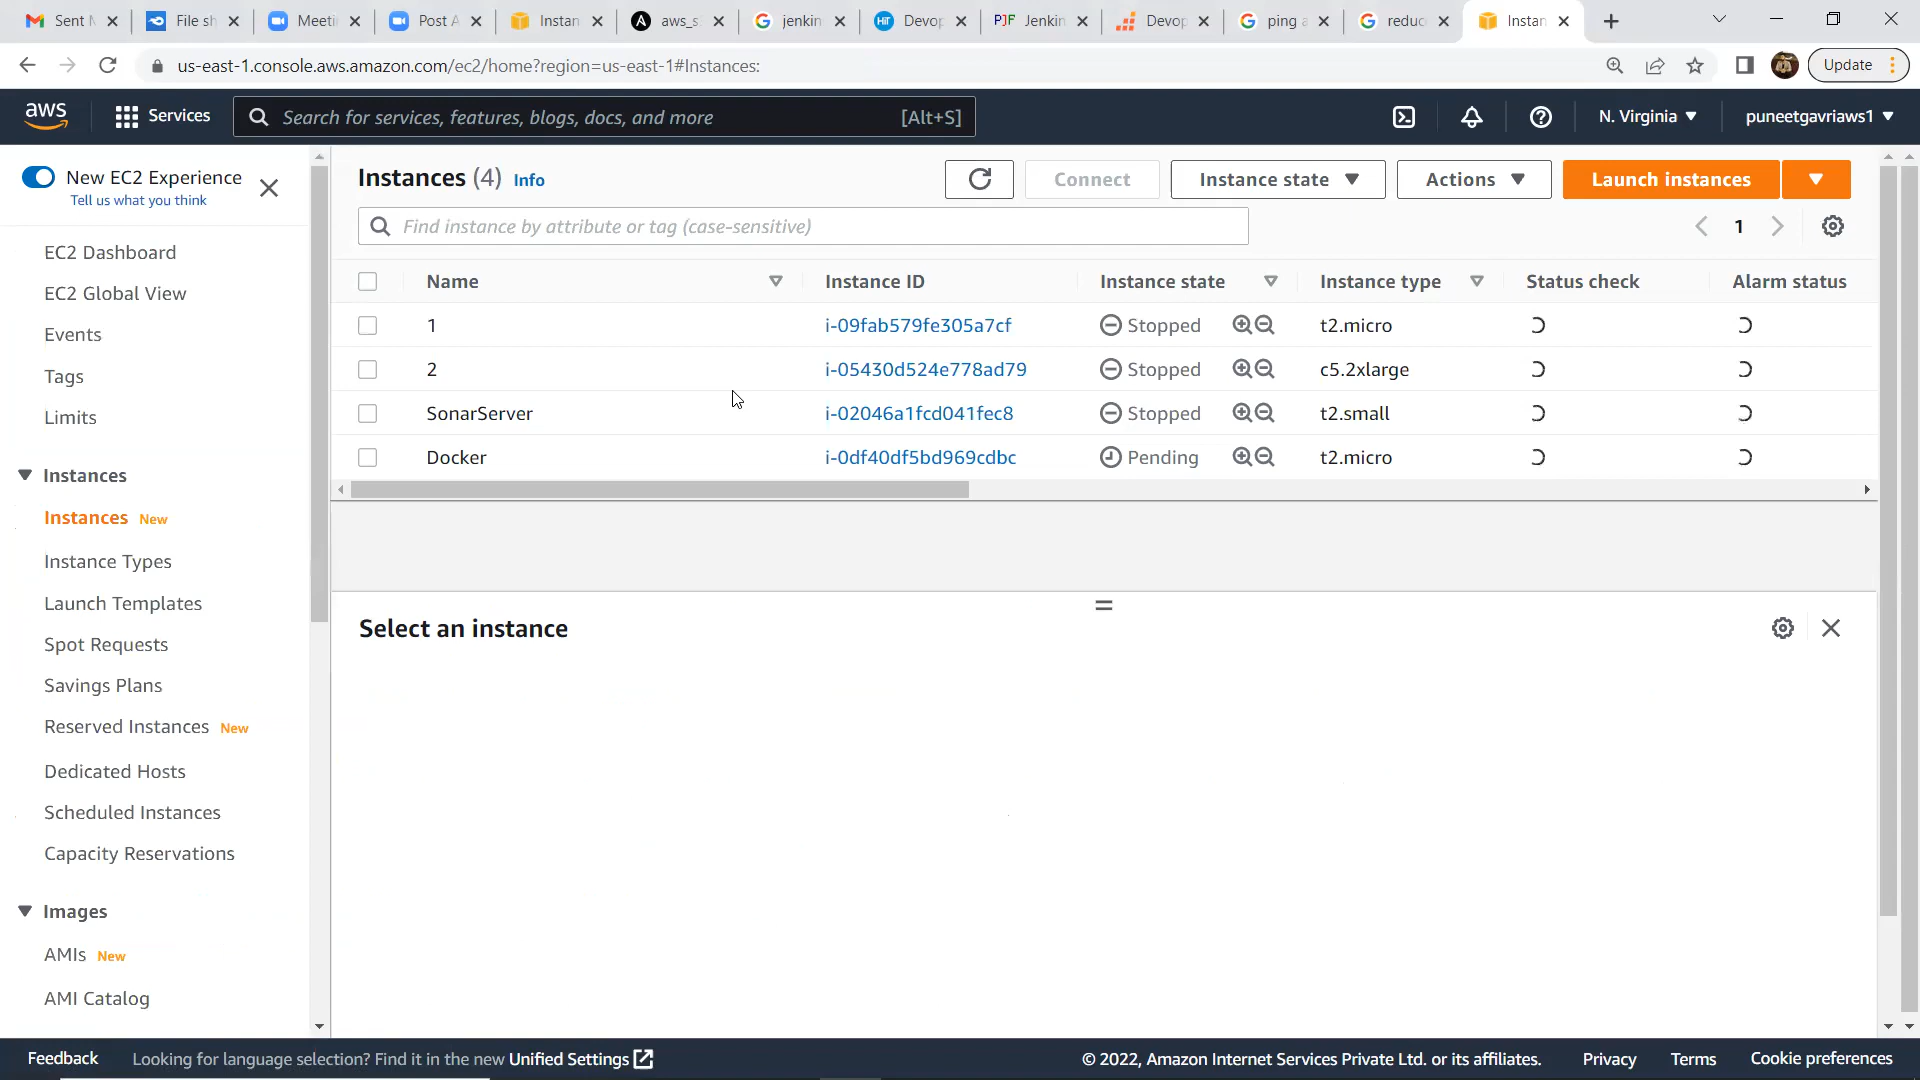 Sent M
File sh
Meetin
Post A
Instan
aws_s
jenkin
Devop
PJF Jenkin
Devop
ping a
reduc
Instan
us-east-1.console.aws.amazon.com/ec2/home?region=us-east-1#Instances:
Update
aws
Services
Search for services, features, blogs, docs, and more
[Alt+S]
N. Virginia
puneetgavriaws1
New EC2 Experience
Tell us what you think
EC2 Dashboard
EC2 Global View
Events
Tags
Limits
Instances
Instances New
Instance Types
Launch Templates
Spot Requests
Savings Plans
Reserved Instances New
Dedicated Hosts
Scheduled Instances
Capacity Reservations
Images
AMIs New
AMI Catalog
Instances (4) Info
Connect
Instance state
Actions
Launch instances
Find instance by attribute or tag (case-sensitive)
1
Name Instance ID Instance state Instance type Status check Alarm status
1 i-09fab579fe305a7cf Stopped t2.micro
2 i-05430d524e778ad79 Stopped c5.2xlarge
SonarServer i-02046a1fcd041fec8 Stopped t2.small
Docker i-0df40df5bd969cdbc Pending t2.micro
Select an instance
Feedback
Looking for language selection? Find it in the new Unified Settings
© 2022, Amazon Internet Services Private Ltd. or its affiliates.
Privacy
Terms
Cookie preferences